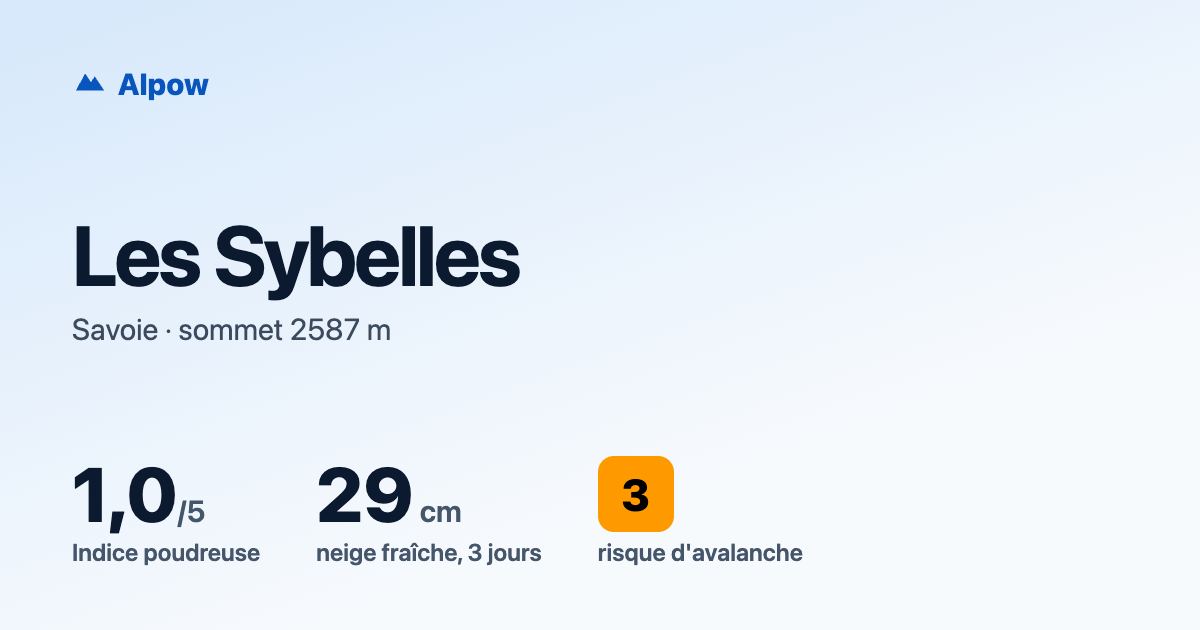 Alpow
Les Sybelles
Savoie · sommet 2587 m
1,0/5
Indice poudreuse
29 cm
neige fraîche, 3 jours
3
risque d'avalanche